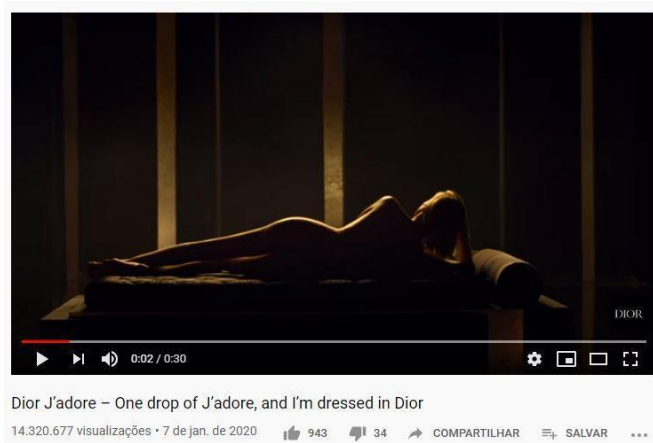 DIOR
0:02 / 0:30
Dior J'adore – One drop of J'adore, and I'm dressed in Dior
14.320.677 visualizações • 7 de jan. de 2020 943 34 COMPARTILHAR SALVAR